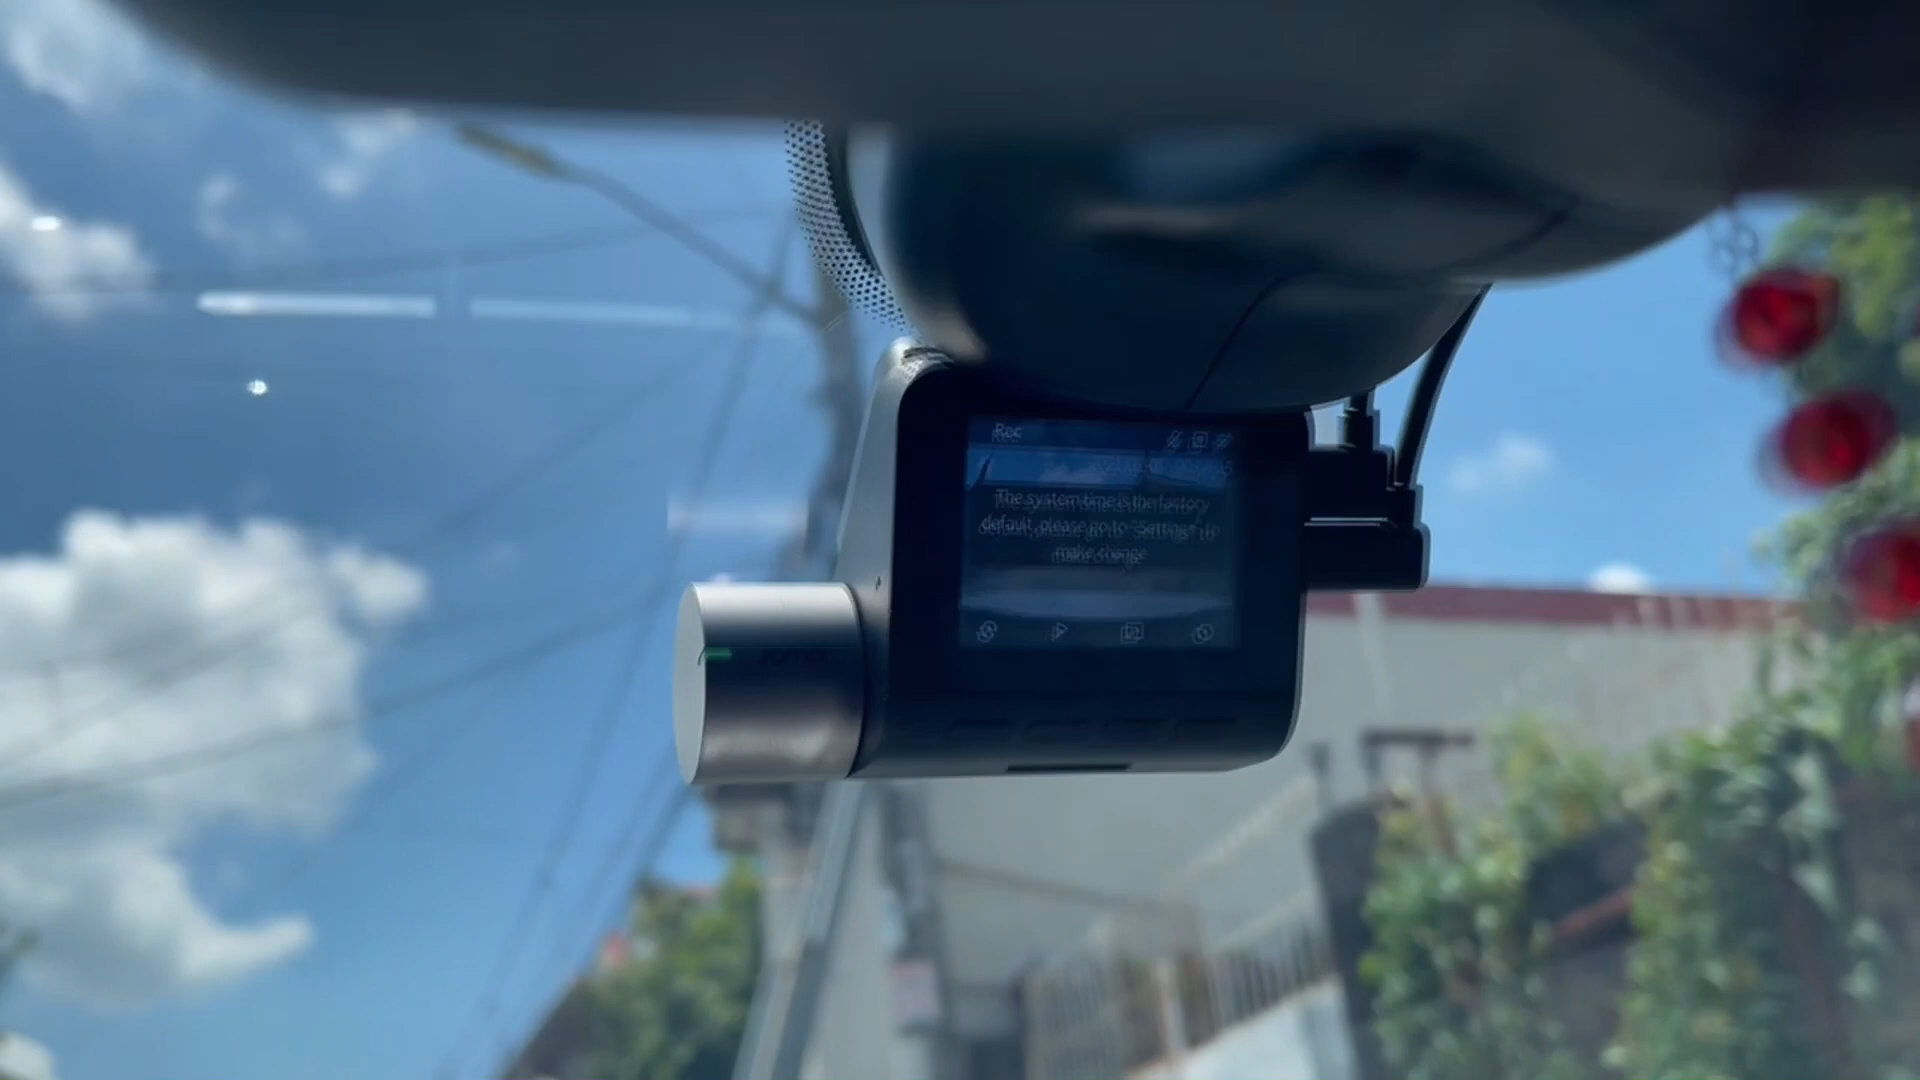 Rec
The system time is the factory
default, please go to "Settings" to
make change